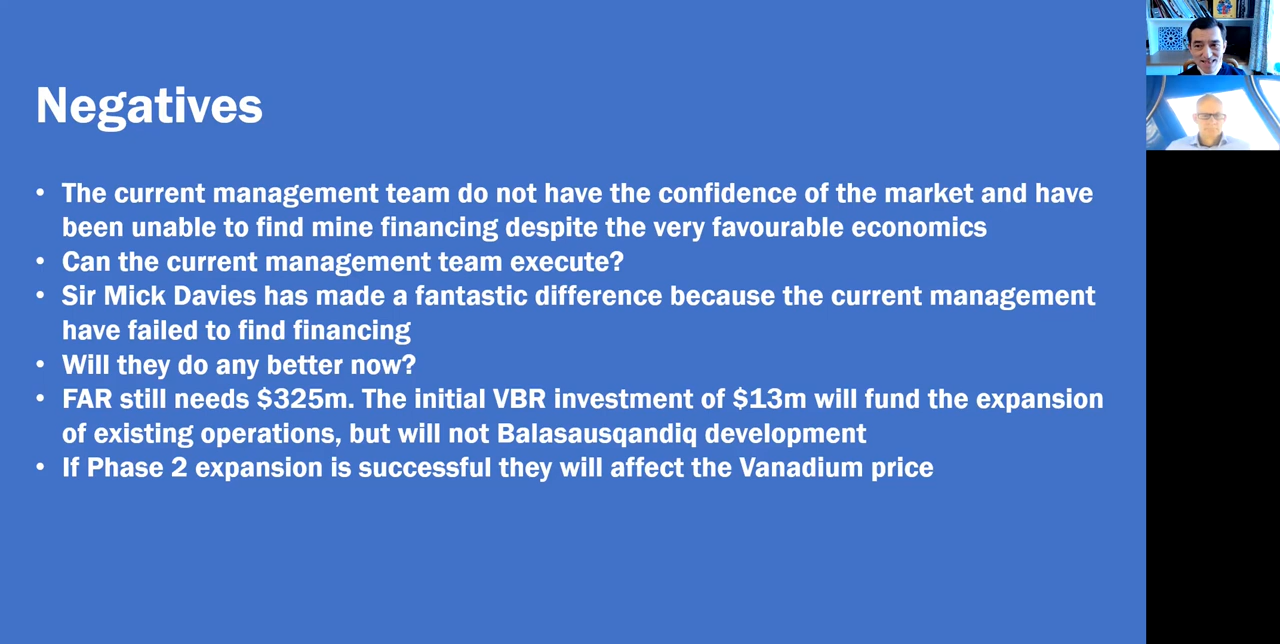 Negatives
• The current management team do not have the confidence of the market and have
been unable to find mine financing despite the very favourable economics
• Can the current management team execute?
• Sir Mick Davies has made a fantastic difference because the current management
have failed to find financing
• Will they do any better now?
• FAR still needs $325m. The initial VBR investment of $13m will fund the expansion
of existing operations, but will not Balasausqandiq development
• If Phase 2 expansion is successful they will affect the Vanadium price